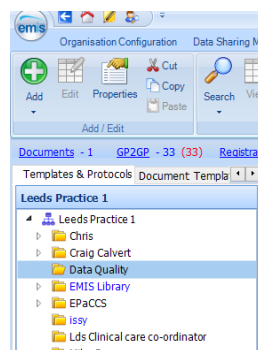 emis
Organisation Configuration Data Sharing M
Add Edit Properties Cut Copy Paste Search Vie
Add / Edit
Documents - 1 GP2GP - 33 (33) Registra
Templates & Protocols Document Templa
Leeds Practice 1
Leeds Practice 1
Chris
Craig Calvert
Data Quality
EMIS Library
EPaCCS
issy
Lds Clinical care co-ordinator